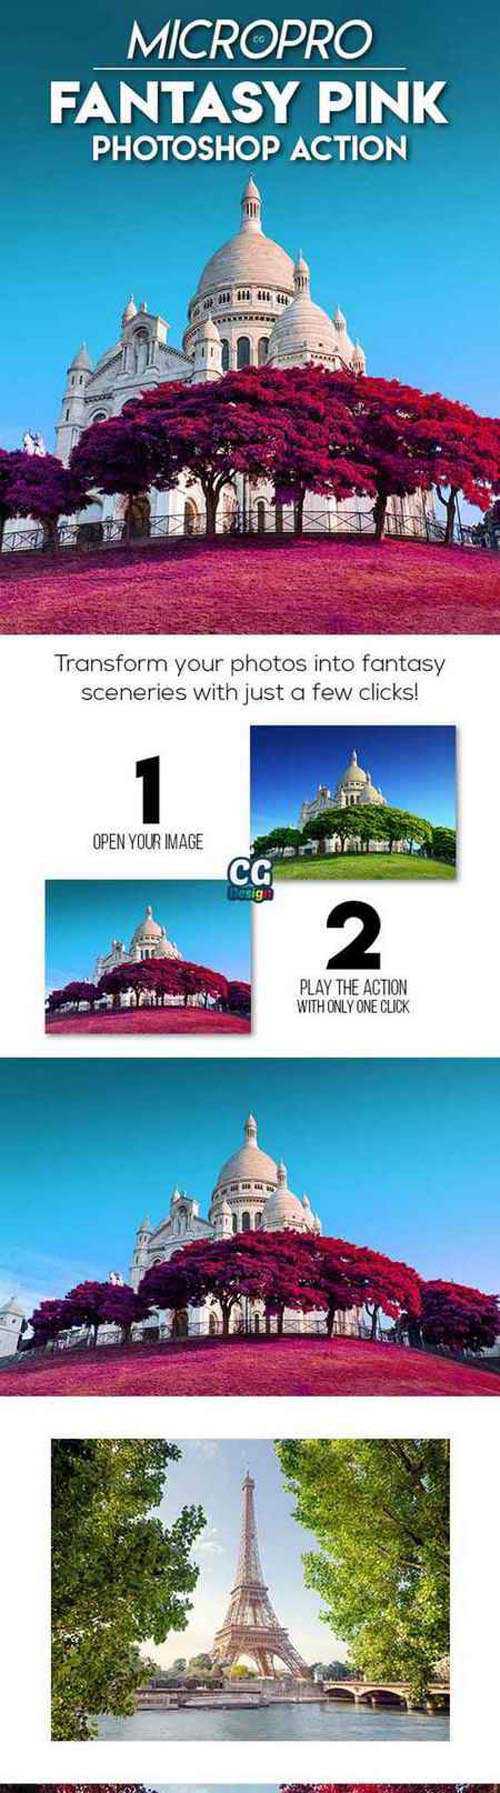 MICROPRO
CG
FANTASY PINK
PHOTOSHOP ACTION
Transform your photos into fantasy
sceneries with just a few clicks!
1
OPEN YOUR IMAGE
CG
Design
2
PLAY THE ACTION
WITH ONLY ONE CLICK